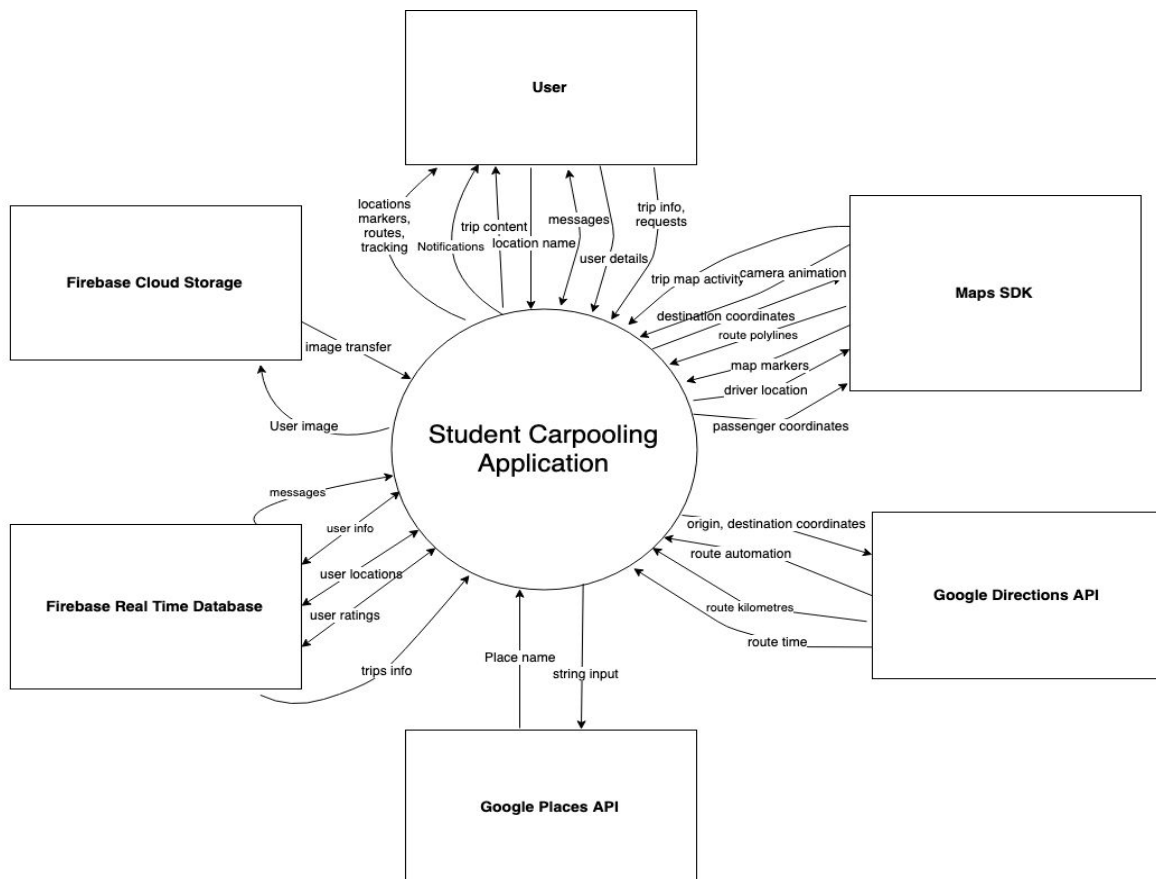 User
locations
markers,
routes,
tracking
Notifications
trip content
location name
messages
user details
trip info,
requests
Firebase Cloud Storage
image transfer
User image
Maps SDK
trip map activity
camera animation
destination coordinates
route polylines
map markers
driver location
passenger coordinates
Student Carpooling
Application
messages
user info
user locations
user ratings
trips info
Firebase Real Time Database
origin, destination coordinates
route automation
route kilometres
route time
Google Directions API
Place name
string input
Google Places API